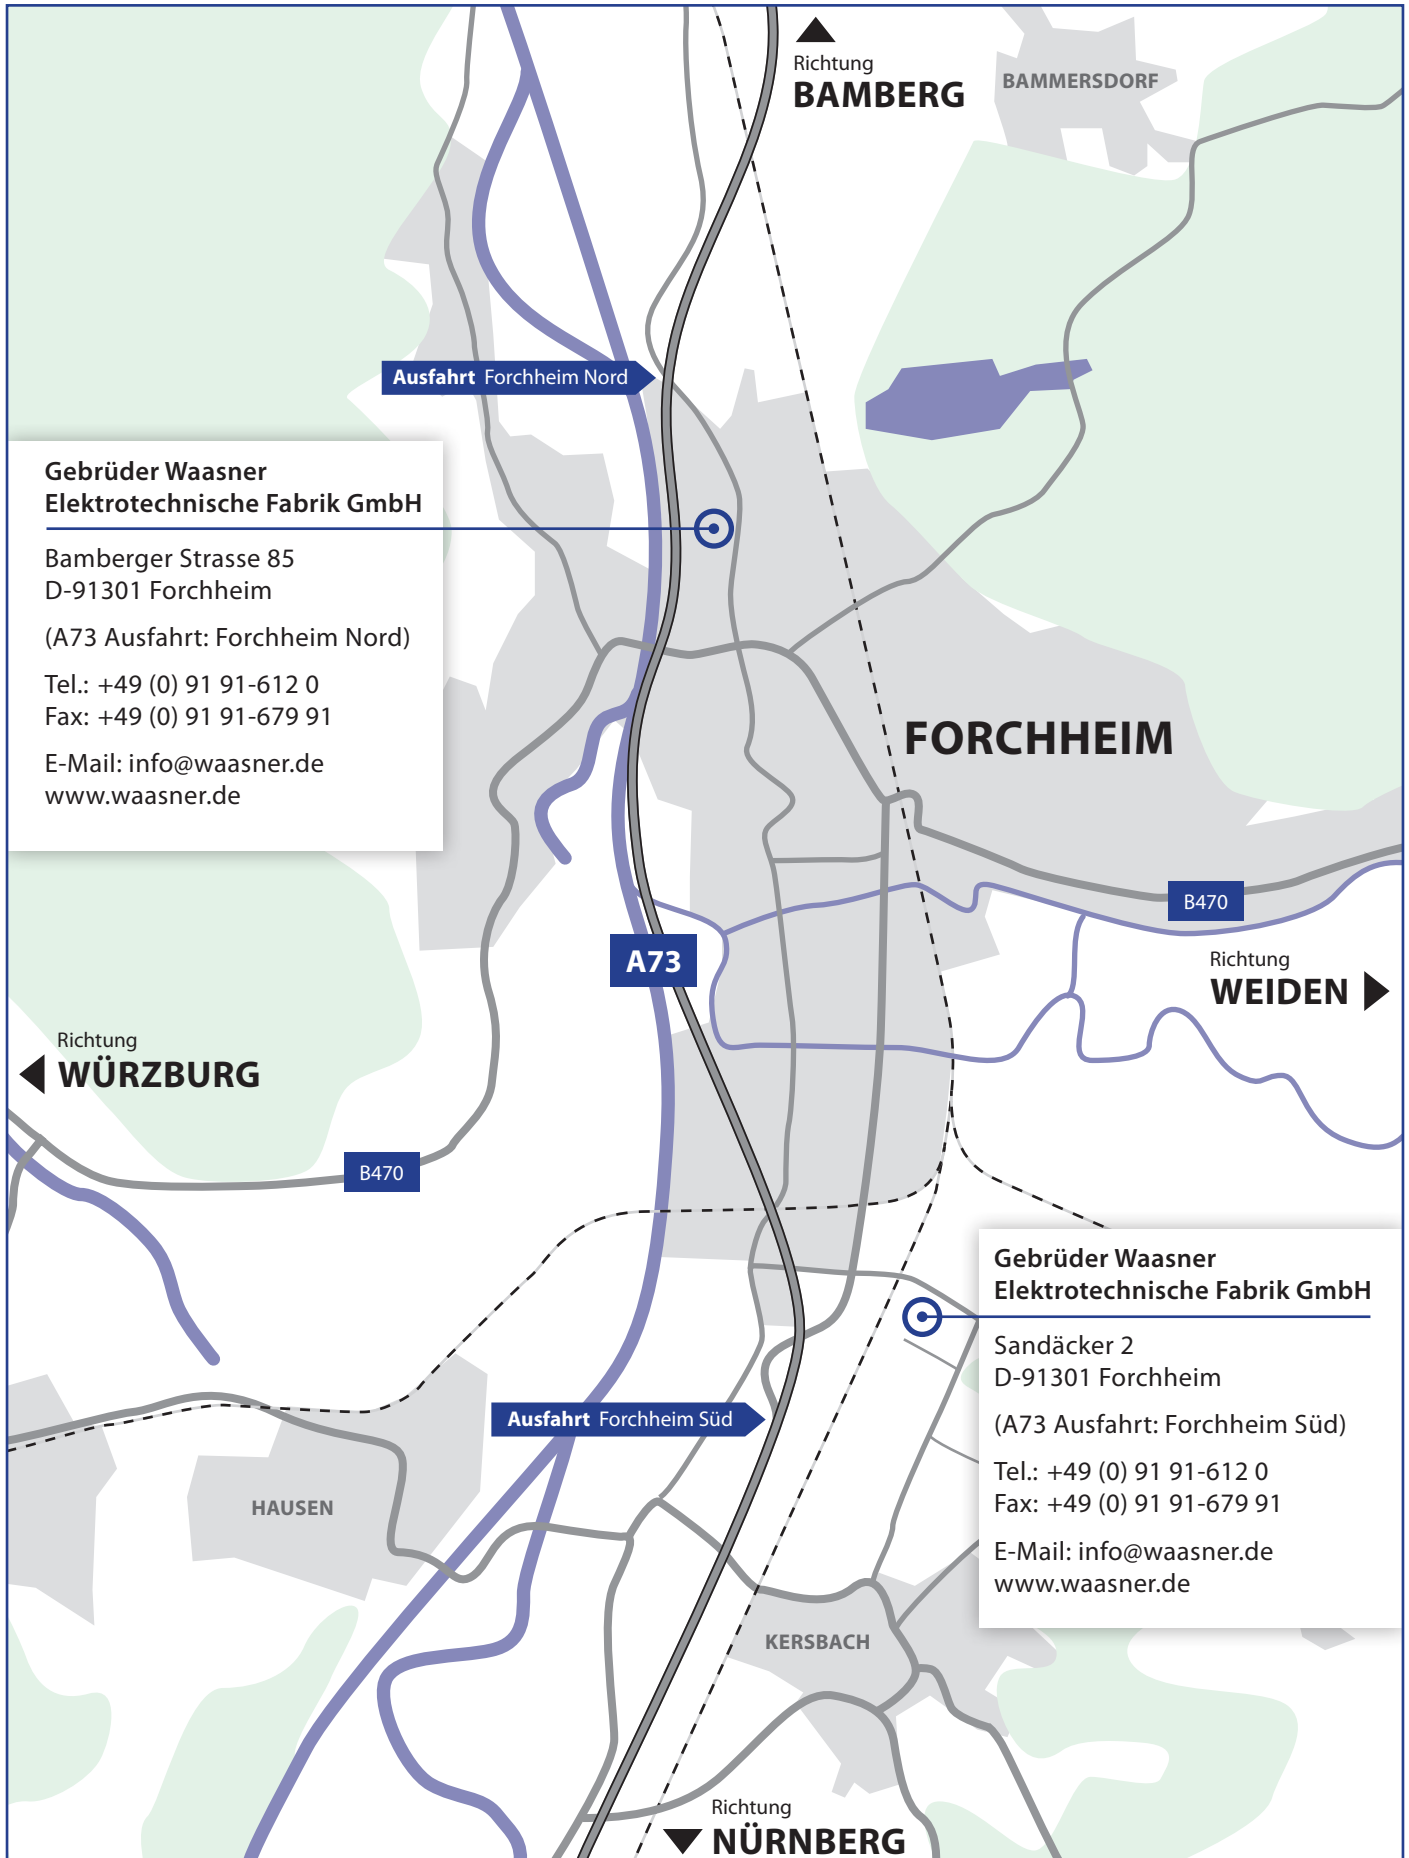 Richtung
BAMBERG
BAMMERSDORF
Ausfahrt Forchheim Nord
Gebrüder Waasner
Elektrotechnische Fabrik GmbH
Bamberger Strasse 85
D-91301 Forchheim
(A73 Ausfahrt: Forchheim Nord)
Tel.: +49 (0) 91 91-612 0
Fax: +49 (0) 91 91-679 91
E-Mail: info@waasner.de
www.waasner.de
FORCHHEIM
B470
A73
Richtung
WEIDEN
Richtung
WÜRZBURG
B470
Gebrüder Waasner
Elektrotechnische Fabrik GmbH
Sandäcker 2
D-91301 Forchheim
(A73 Ausfahrt: Forchheim Süd)
Tel.: +49 (0) 91 91-612 0
Fax: +49 (0) 91 91-679 91
E-Mail: info@waasner.de
www.waasner.de
Ausfahrt Forchheim Süd
HAUSEN
KERSBACH
Richtung
NÜRNBERG